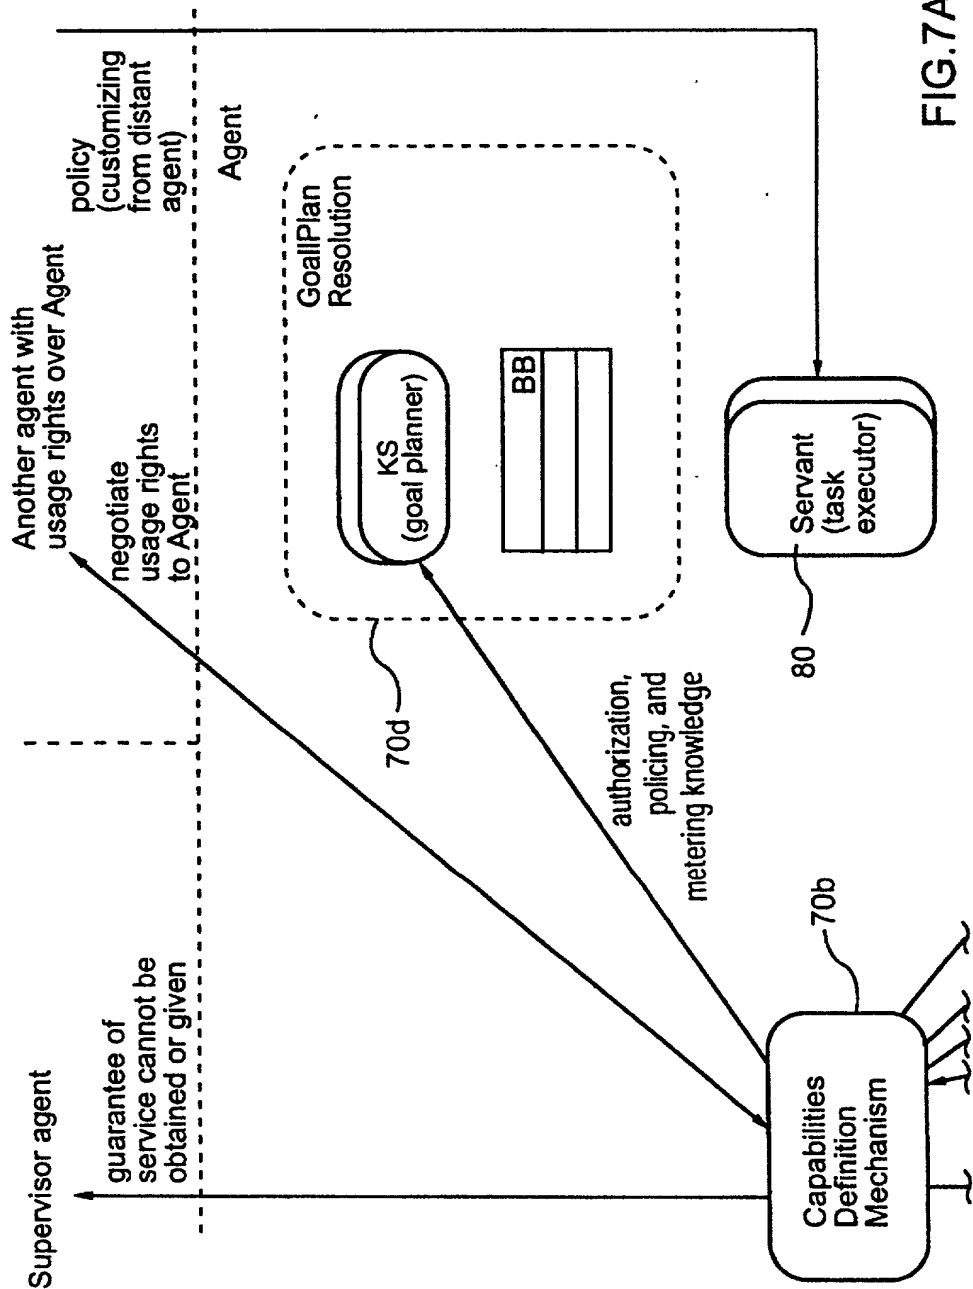 Supervisor agent
guarantee of
service cannot be
obtained or given
Another agent with
usage rights over Agent
negotiate
usage rights
to Agent
policy
(customizing
from distant
agent)
Agent
GoallPlan
Resolution
KS
(goal planner)
BB
70d
authorization,
policing, and
metering knowledge
Capabilities
Definition
Mechanism
70b
Servant
(task
executor)
80
FIG.7A